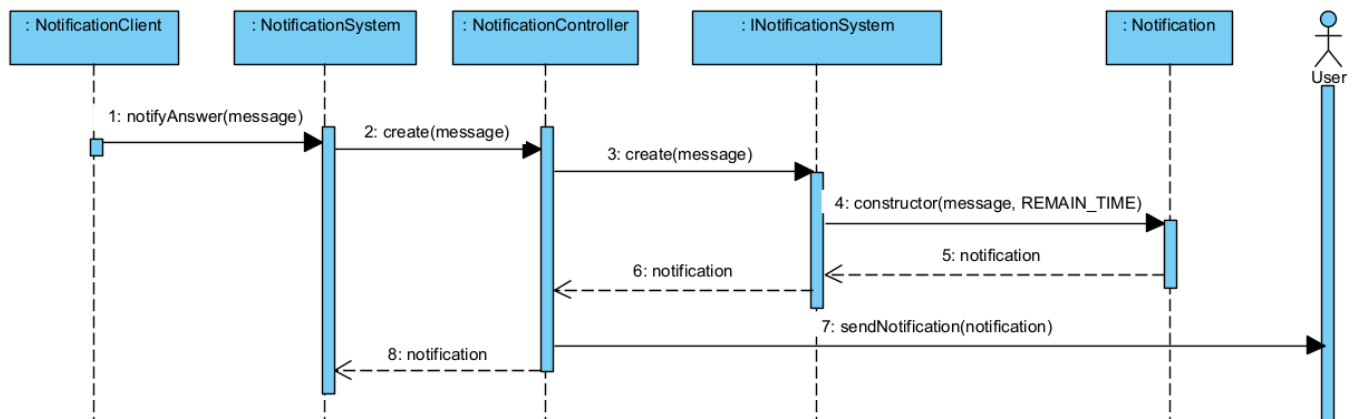 : NotificationClient
: NotificationSystem
: NotificationController
: INotificationSystem
: Notification
User
1: notifyAnswer(message)
2: create(message)
3: create(message)
4: constructor(message, REMAIN_TIME)
5: notification
6: notification
7: sendNotification(notification)
8: notification